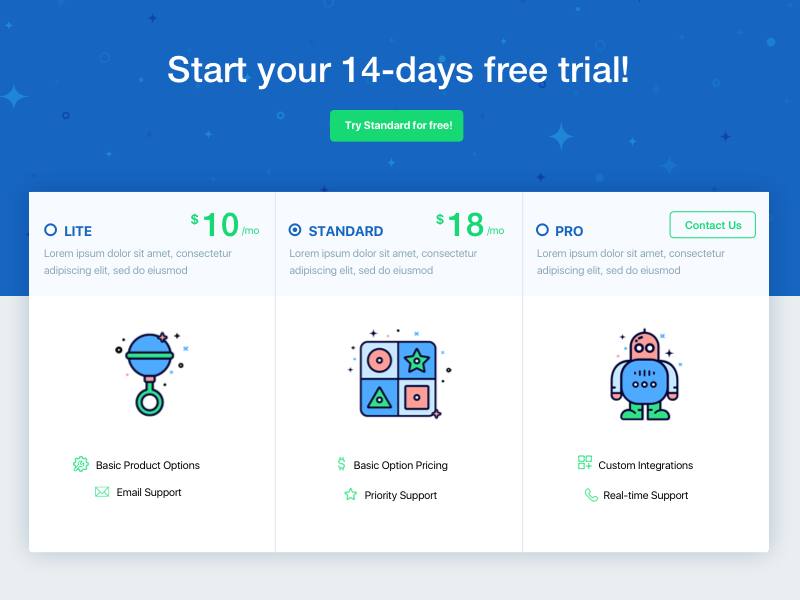 Start your 14-days free trial!
Try Standard for free!
LITE
$10/mo
Lorem ipsum dolor sit amet, consectetur
adipiscing elit, sed do eiusmod
STANDARD
$18/mo
Lorem ipsum dolor sit amet, consectetur
adipiscing elit, sed do eiusmod
PRO
Contact Us
Lorem ipsum dolor sit amet, consectetur
adipiscing elit, sed do eiusmod
Basic Product Options
Email Support
Basic Option Pricing
Priority Support
Custom Integrations
Real-time Support